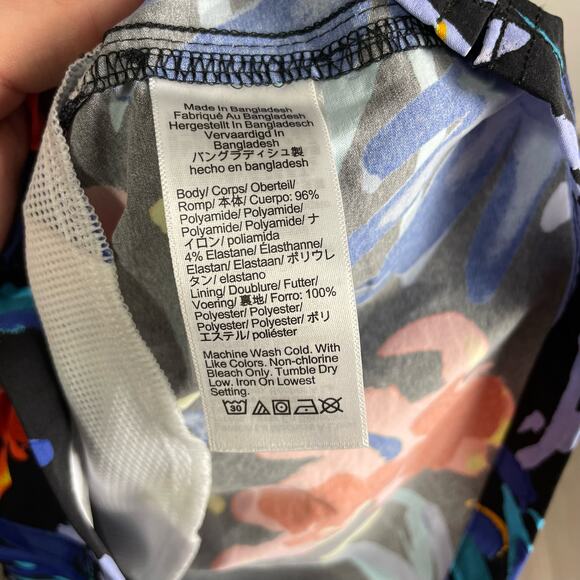 Made In Bangladesh
Fabriqué Au Bangladesh
Hergestellt In Bangladesch
Vervaardigd In
Bangladesh
バングラディシュ製
hecho en bangladesh
Body/ Corps/ Oberteil/
Romp/ 本体/ Cuerpo: 96%
Polyamide/ Polyamide/
Polyamide/ Polyamide/ ナ
イロン/ poliamida
4% Elastane/ Élasthanne/
Elastan/ Elastaan/ ポリウレ
タン/ elastano
Lining/ Doublure/ Futter/
Voering/ 裏地/ Forro: 100%
Polyester/ Polyester/
Polyester/ Polyester/ ポリ
エステル/ poliéster
Machine Wash Cold. With
Like Colors. Non-chlorine
Bleach Only. Tumble Dry
Low. Iron On Lowest
Setting.
30